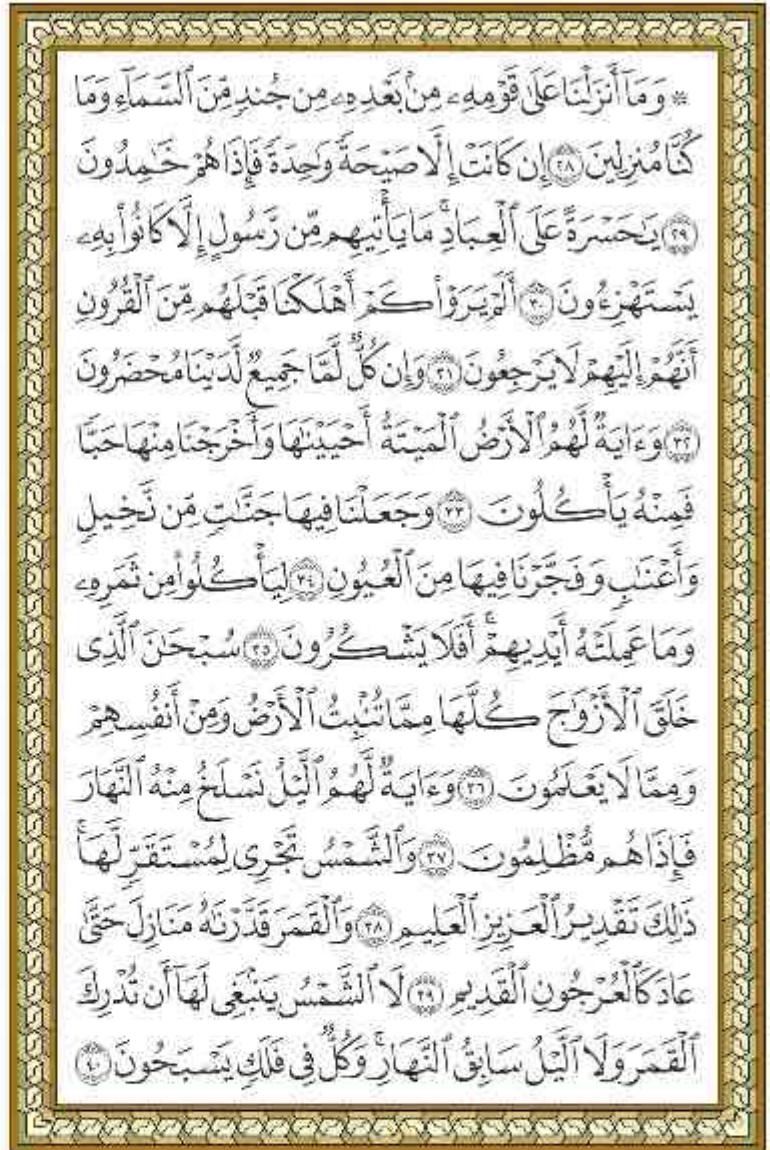 ۞ وَمَآ أَنزَلْنَا عَلَىٰ قَوْمِهِۦ مِنۢ بَعْدِهِۦ مِن جُندٍ مِّنَ ٱلسَّمَآءِ وَمَا
كُنَّا مُنزِلِينَ ٢٨ إِن كَانَتْ إِلَّا صَيْحَةً وَٰحِدَةً فَإِذَا هُمْ خَٰمِدُونَ
٢٩ يَٰحَسْرَةً عَلَى ٱلْعِبَادِ ۚ مَا يَأْتِيهِم مِّن رَّسُولٍ إِلَّا كَانُوا۟ بِهِۦ
يَسْتَهْزِءُونَ ٣٠ أَلَمْ يَرَوْا۟ كَمْ أَهْلَكْنَا قَبْلَهُم مِّنَ ٱلْقُرُونِ
أَنَّهُمْ إِلَيْهِمْ لَا يَرْجِعُونَ ٣١ وَإِن كُلٌّ لَّمَّا جَمِيعٌ لَّدَيْنَا مُحْضَرُونَ
٣٢ وَءَايَةٌ لَّهُمُ ٱلْأَرْضُ ٱلْمَيْتَةُ أَحْيَيْنَٰهَا وَأَخْرَجْنَا مِنْهَا حَبًّا
فَمِنْهُ يَأْكُلُونَ ٣٣ وَجَعَلْنَا فِيهَا جَنَّٰتٍ مِّن نَّخِيلٍ
وَأَعْنَٰبٍ وَفَجَّرْنَا فِيهَا مِنَ ٱلْعُيُونِ ٣٤ لِيَأْكُلُوا۟ مِن ثَمَرِهِۦ
وَمَا عَمِلَتْهُ أَيْدِيهِمْ ۖ أَفَلَا يَشْكُرُونَ ٣٥ سُبْحَٰنَ ٱلَّذِى
خَلَقَ ٱلْأَزْوَٰجَ كُلَّهَا مِمَّا تُنۢبِتُ ٱلْأَرْضُ وَمِنْ أَنفُسِهِمْ
وَمِمَّا لَا يَعْلَمُونَ ٣٦ وَءَايَةٌ لَّهُمُ ٱلَّيْلُ نَسْلَخُ مِنْهُ ٱلنَّهَارَ
فَإِذَا هُم مُّظْلِمُونَ ٣٧ وَٱلشَّمْسُ تَجْرِى لِمُسْتَقَرٍّ لَّهَا ۚ
ذَٰلِكَ تَقْدِيرُ ٱلْعَزِيزِ ٱلْعَلِيمِ ٣٨ وَٱلْقَمَرَ قَدَّرْنَٰهُ مَنَازِلَ حَتَّىٰ
عَادَ كَٱلْعُرْجُونِ ٱلْقَدِيمِ ٣٩ لَا ٱلشَّمْسُ يَنۢبَغِى لَهَآ أَن تُدْرِكَ
ٱلْقَمَرَ وَلَا ٱلَّيْلُ سَابِقُ ٱلنَّهَارِ ۚ وَكُلٌّ فِى فَلَكٍ يَسْبَحُونَ ٤٠